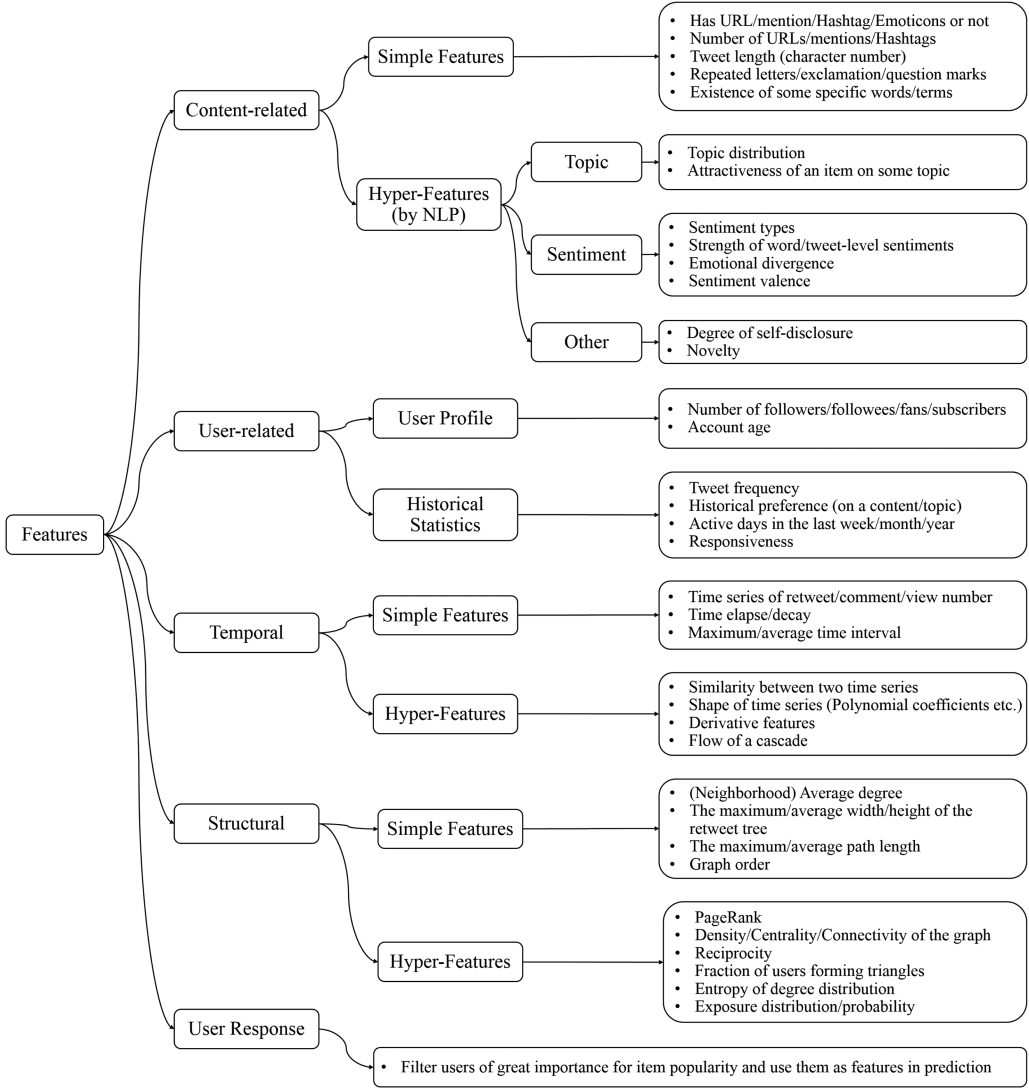 Features
Content-related
Simple Features
• Has URL/mention/Hashtag/Emoticons or not
• Number of URLs/mentions/Hashtags
• Tweet length (character number)
• Repeated letters/exclamation/question marks
• Existence of some specific words/terms
Hyper-Features
(by NLP)
Topic
• Topic distribution
• Attractiveness of an item on some topic
Sentiment
• Sentiment types
• Strength of word/tweet-level sentiments
• Emotional divergence
• Sentiment valence
Other
• Degree of self-disclosure
• Novelty
User-related
User Profile
• Number of followers/followees/fans/subscribers
• Account age
Historical
Statistics
• Tweet frequency
• Historical preference (on a content/topic)
• Active days in the last week/month/year
• Responsiveness
Temporal
Simple Features
• Time series of retweet/comment/view number
• Time elapse/decay
• Maximum/average time interval
Hyper-Features
• Similarity between two time series
• Shape of time series (Polynomial coefficients etc.)
• Derivative features
• Flow of a cascade
Structural
Simple Features
• (Neighborhood) Average degree
• The maximum/average width/height of the
retweet tree
• The maximum/average path length
• Graph order
Hyper-Features
• PageRank
• Density/Centrality/Connectivity of the graph
• Reciprocity
• Fraction of users forming triangles
• Entropy of degree distribution
• Exposure distribution/probability
User Response
• Filter users of great importance for item popularity and use them as features in prediction